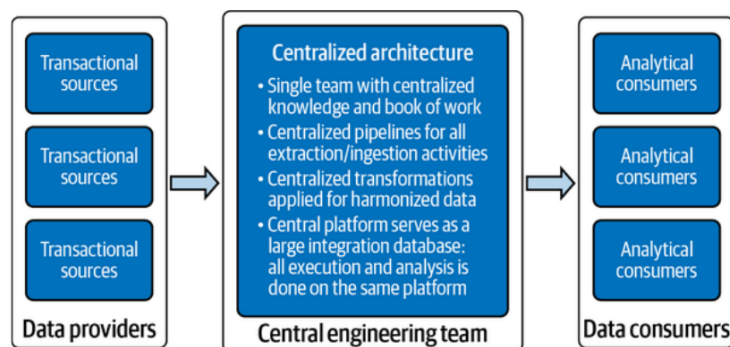 Transactional
sources
Transactional
sources
Transactional
sources
Data providers
Centralized architecture
• Single team with centralized
knowledge and book of work
• Centralized pipelines for all
extraction/ingestion activities
• Centralized transformations
applied for harmonized data
• Central platform serves as a
large integration database:
all execution and analysis is
done on the same platform
Central engineering team
Analytical
consumers
Analytical
consumers
Analytical
consumers
Data consumers